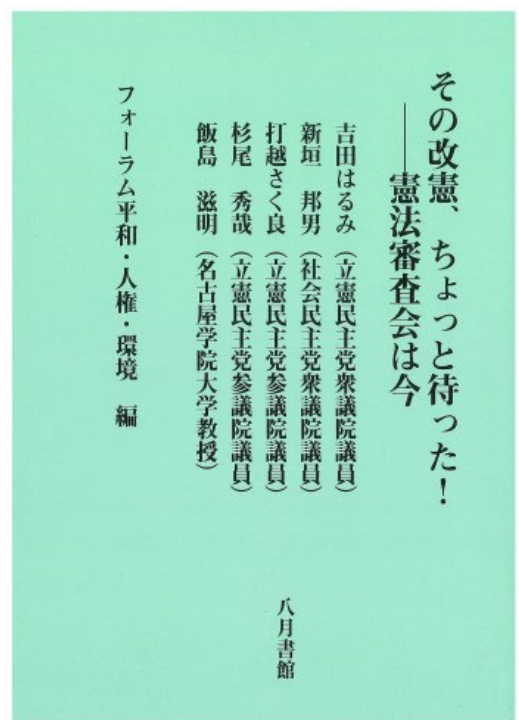 その改憲、ちょっと待った！
――憲法審査会は今
吉田はるみ（立憲民主党衆議院議員）
新垣　邦男（社会民主党衆議院議員）
打越さく良（立憲民主党参議院議員）
杉尾　秀哉（立憲民主党参議院議員）
飯島　滋明（名古屋学院大学教授）
フォーラム平和・人権・環境　編
八月書館